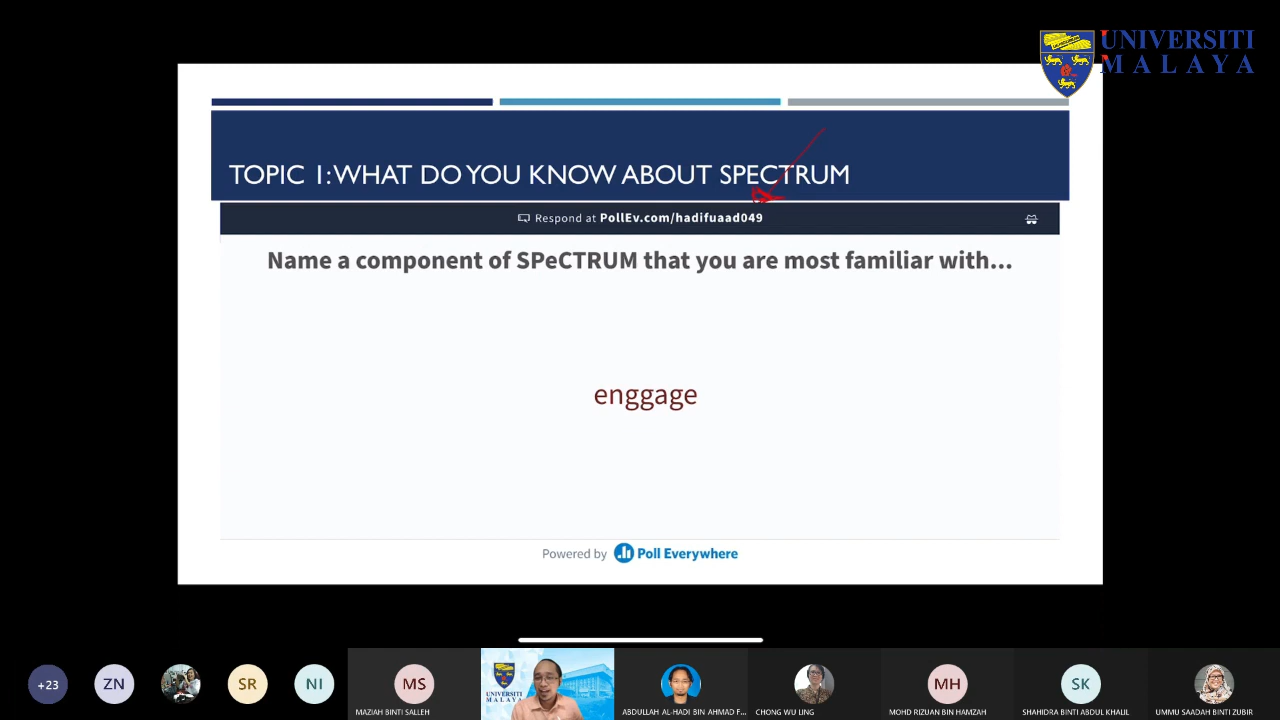 UNIVERSITI
MALAYA
TOPIC 1: WHAT DO YOU KNOW ABOUT SPECTRUM
Respond at PollEv.com/hadifuaad049
Name a component of SPeCTRUM that you are most familiar with...
enggage
Powered by Poll Everywhere
+23
ZN
SR
NI
MS
MAZIAH BINTI SALLEH
UNIVERSITI
MALAYA
ABDULLAH AL-HADI BIN AHMAD F...
CHONG WU LING
MH
MOHD RIZUAN BIN HAMZAH
SK
SHAHIDRA BINTI ABDUL KHALIL
UMMU SAADAH BINTI ZUBIR